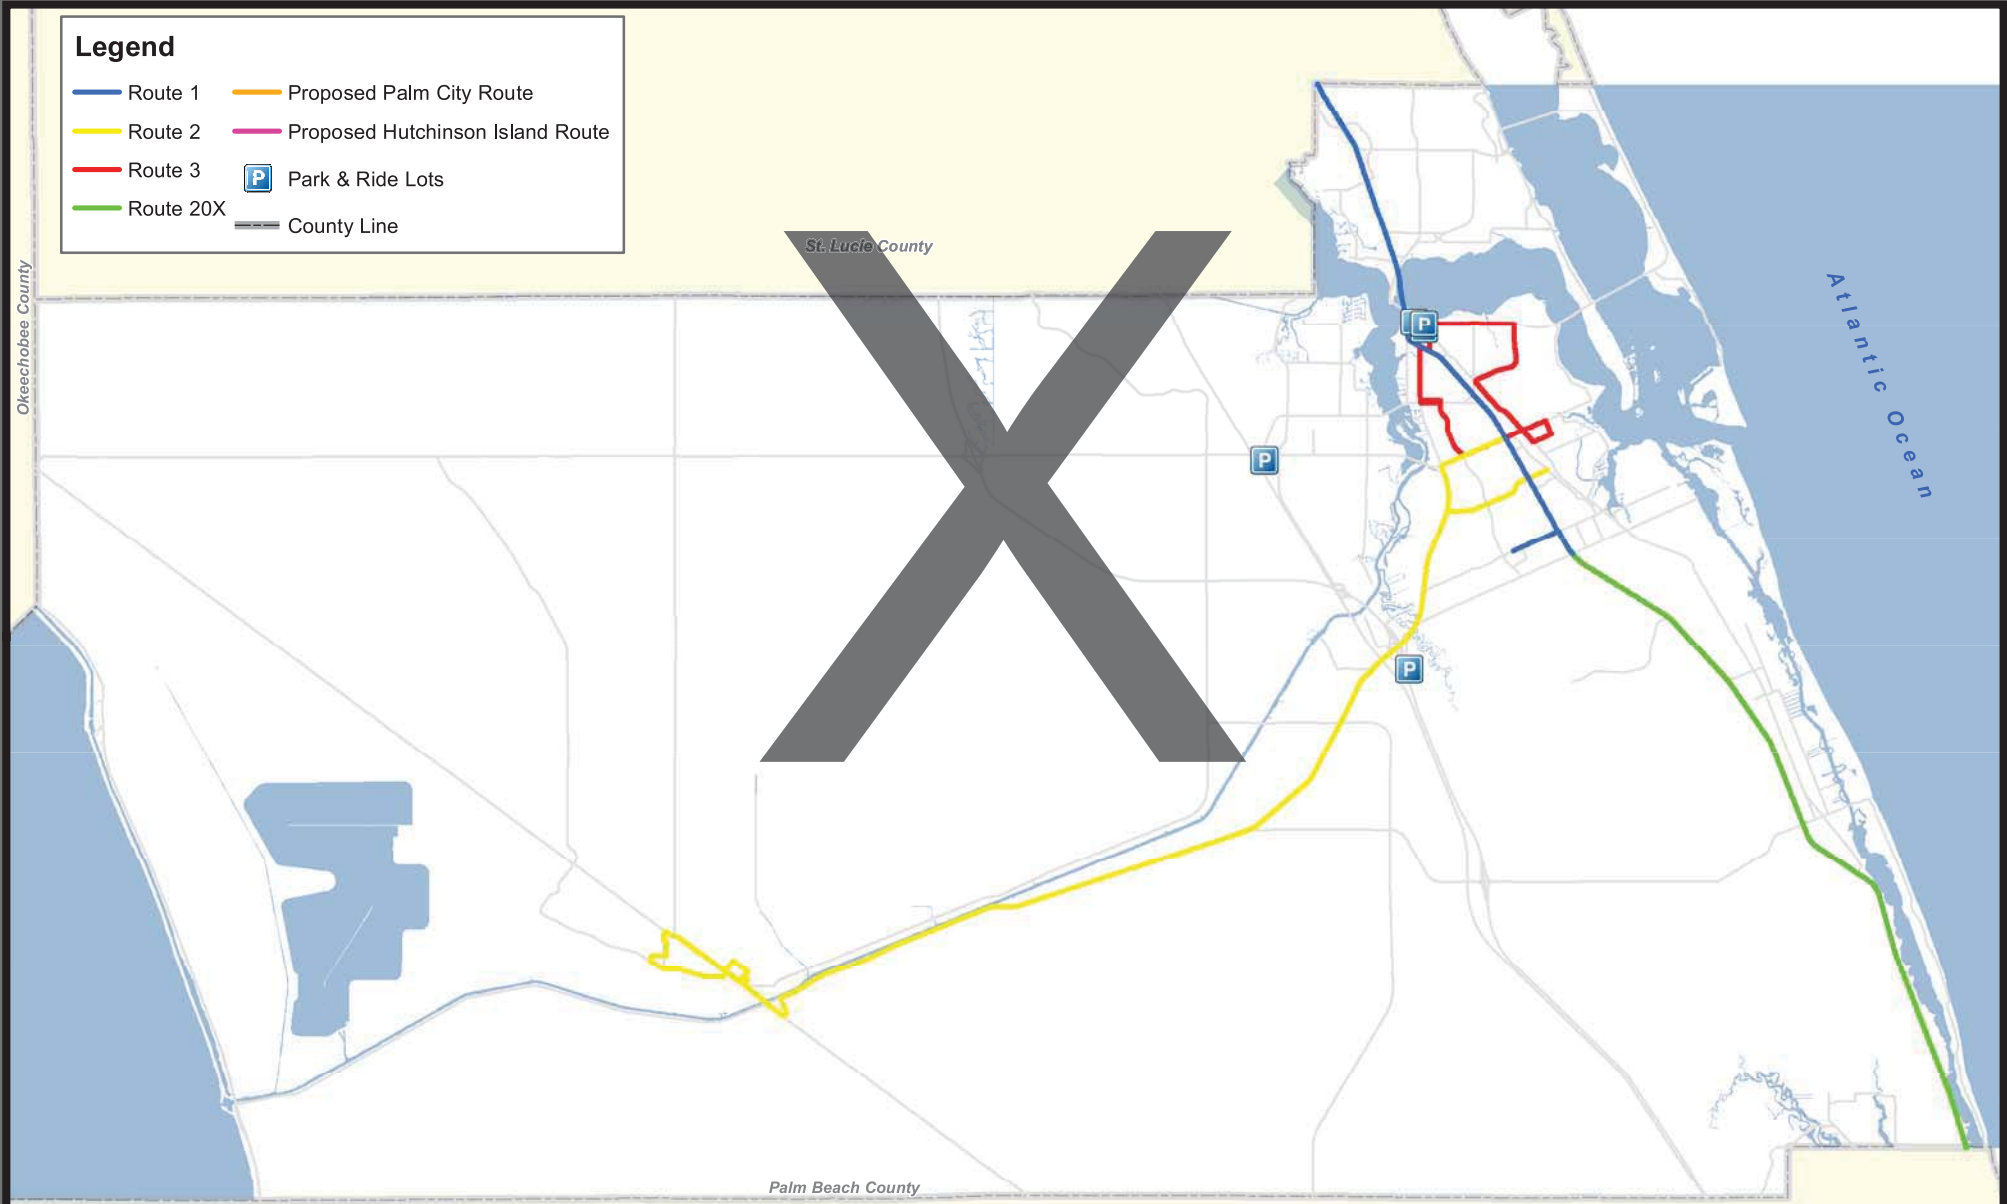 Legend
Route 1
Proposed Palm City Route
Route 2
Proposed Hutchinson Island Route
Route 3
P
Park & Ride Lots
Route 20X
County Line
St. Lucie County
Okeechobee County
Atlantic Ocean
P
P
P
X
Palm Beach County